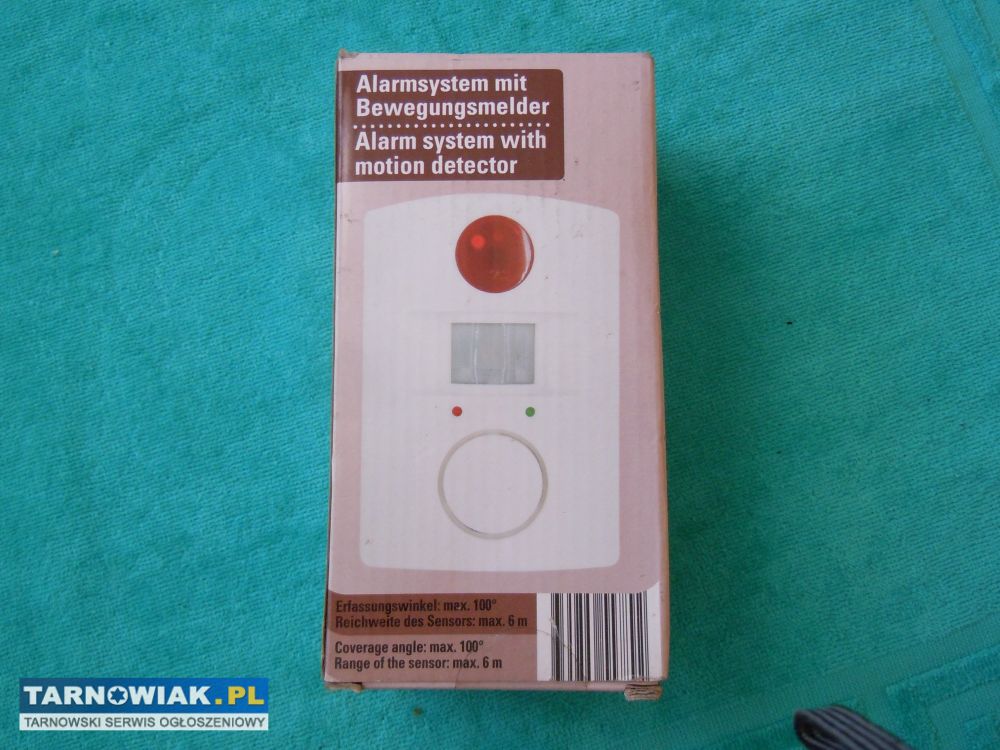 Alarmsystem mit
Bewegungsmelder
Alarm system with
motion detector
Erfassungswinkel: max. 100°
Reichweite des Sensors: max. 6 m
Coverage angle: max. 100°
Range of the sensor: max. 6 m
TARNOWIAK.PL
TARNOWSKI SERWIS OGŁOSZENIOWY